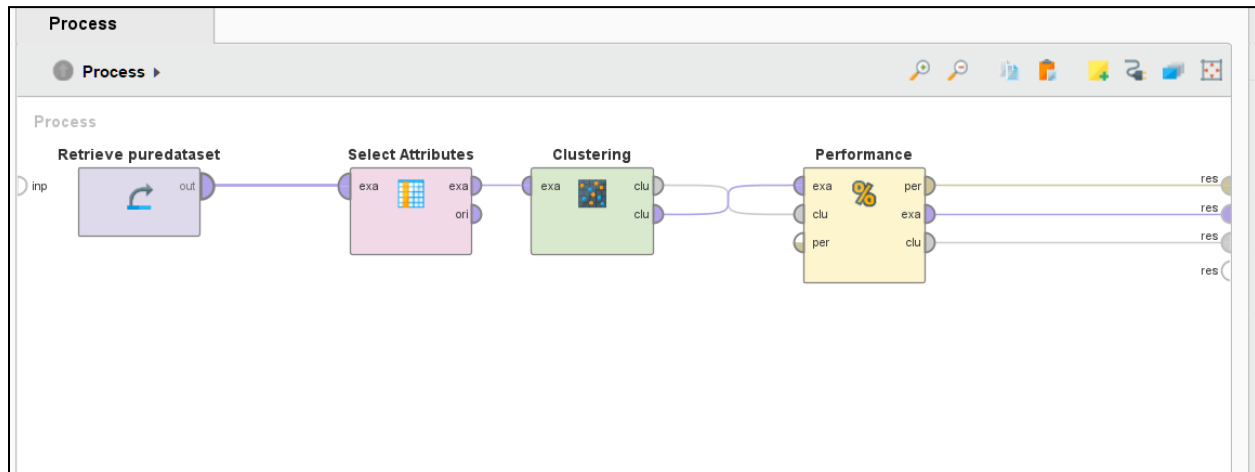 Process
Process
Process
Retrieve puredataset
Select Attributes
Clustering
Performance
inp
out
exa
exa
ori
exa
clu
clu
exa
clu
per
%
per
exa
clu
res
res
res
res